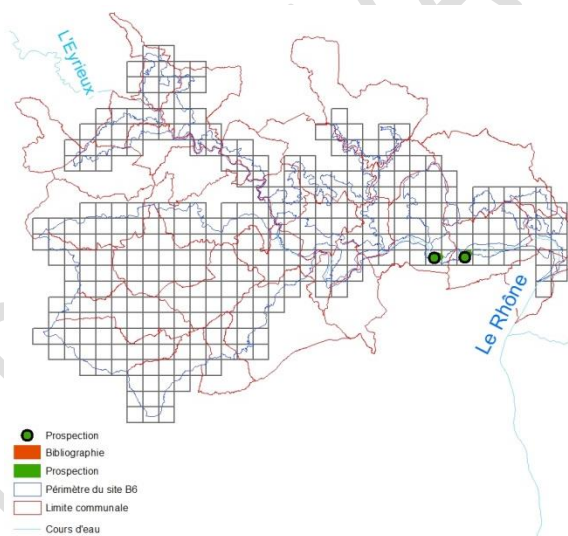 L'Eyrieux
Le Rhône
Prospection
Bibliographie
Prospection
Périmètre du site B6
Limite communale
Cours d'eau